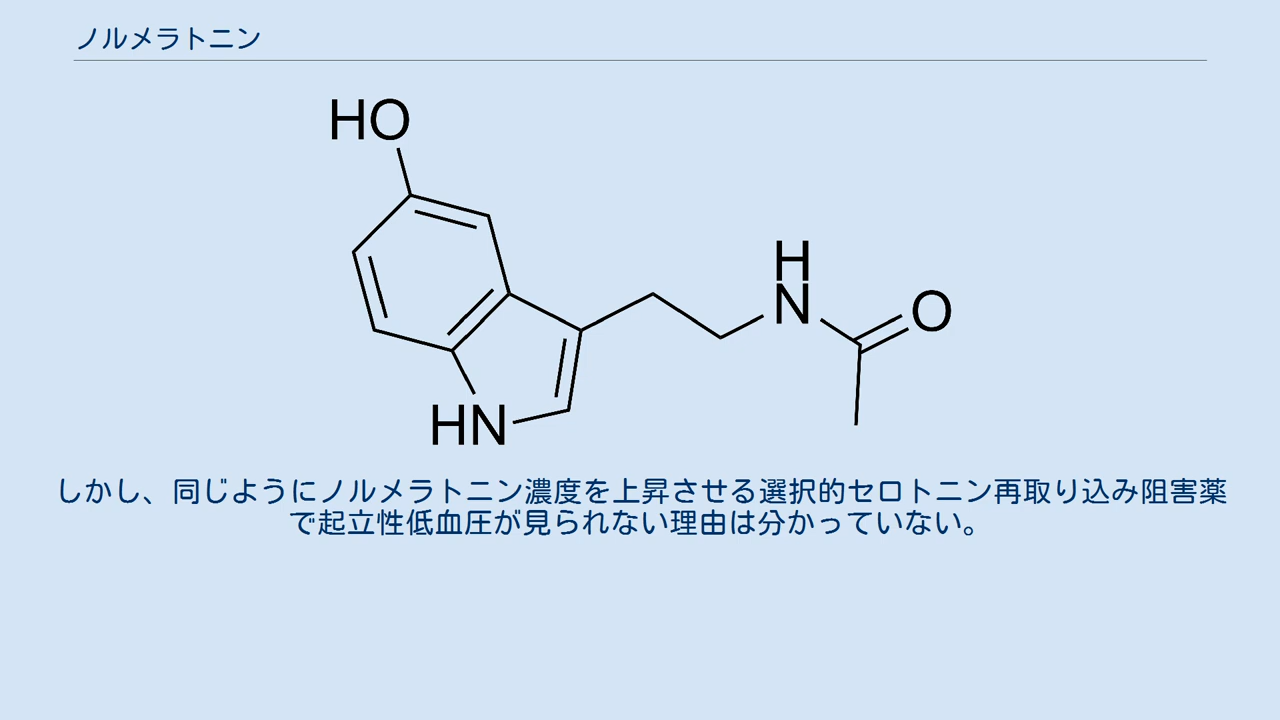 ノルメラトニン
HO
H
N
O
HN
しかし、同じようにノルメラトニン濃度を上昇させる選択的セロトニン再取り込み阻害薬
で起立性低血圧が見られない理由は分かっていない。